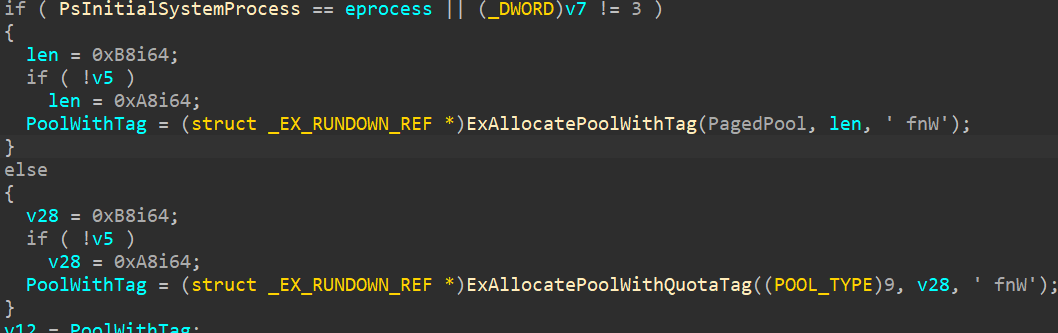 if ( PsInitialSystemProcess == eprocess || (_DWORD)v7 != 3 )
{
len = 0xB8i64;
if ( !v5 )
len = 0xA8i64;
PoolWithTag = (struct _EX_RUNDOWN_REF *)ExAllocatePoolWithTag(PagedPool, len, ' fnW');
}
else
{
v28 = 0xB8i64;
if ( !v5 )
v28 = 0xA8i64;
PoolWithTag = (struct _EX_RUNDOWN_REF *)ExAllocatePoolWithQuotaTag((POOL_TYPE)9, v28, ' fnW');
}
v12 = PoolWithTag;